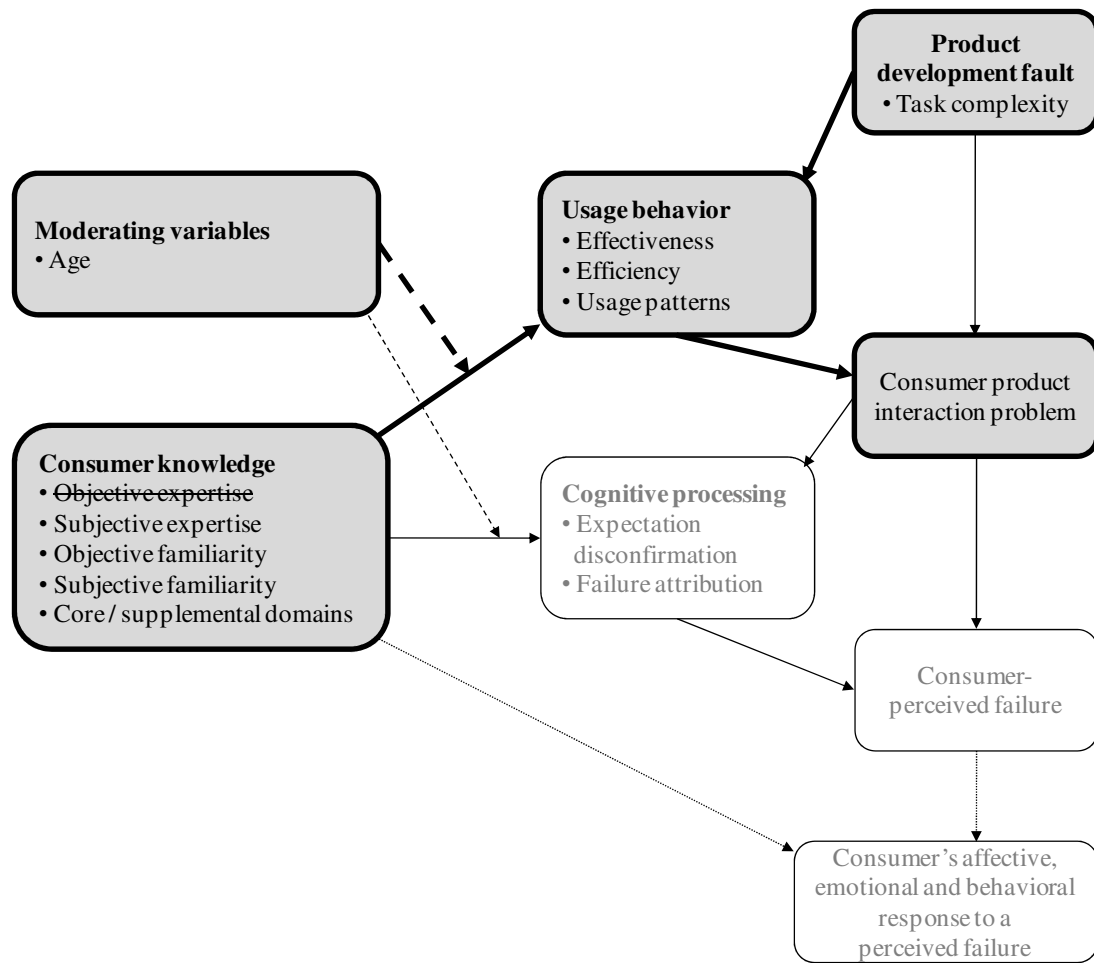 Product
development fault
• Task complexity
Moderating variables
• Age
Usage behavior
• Effectiveness
• Efficiency
• Usage patterns
Consumer product
interaction problem
Consumer knowledge
• Objective expertise
• Subjective expertise
• Objective familiarity
• Subjective familiarity
• Core / supplemental domains
Cognitive processing
• Expectation
disconfirmation
• Failure attribution
Consumer-
perceived failure
Consumer’s affective,
emotional and behavioral
response to a
perceived failure